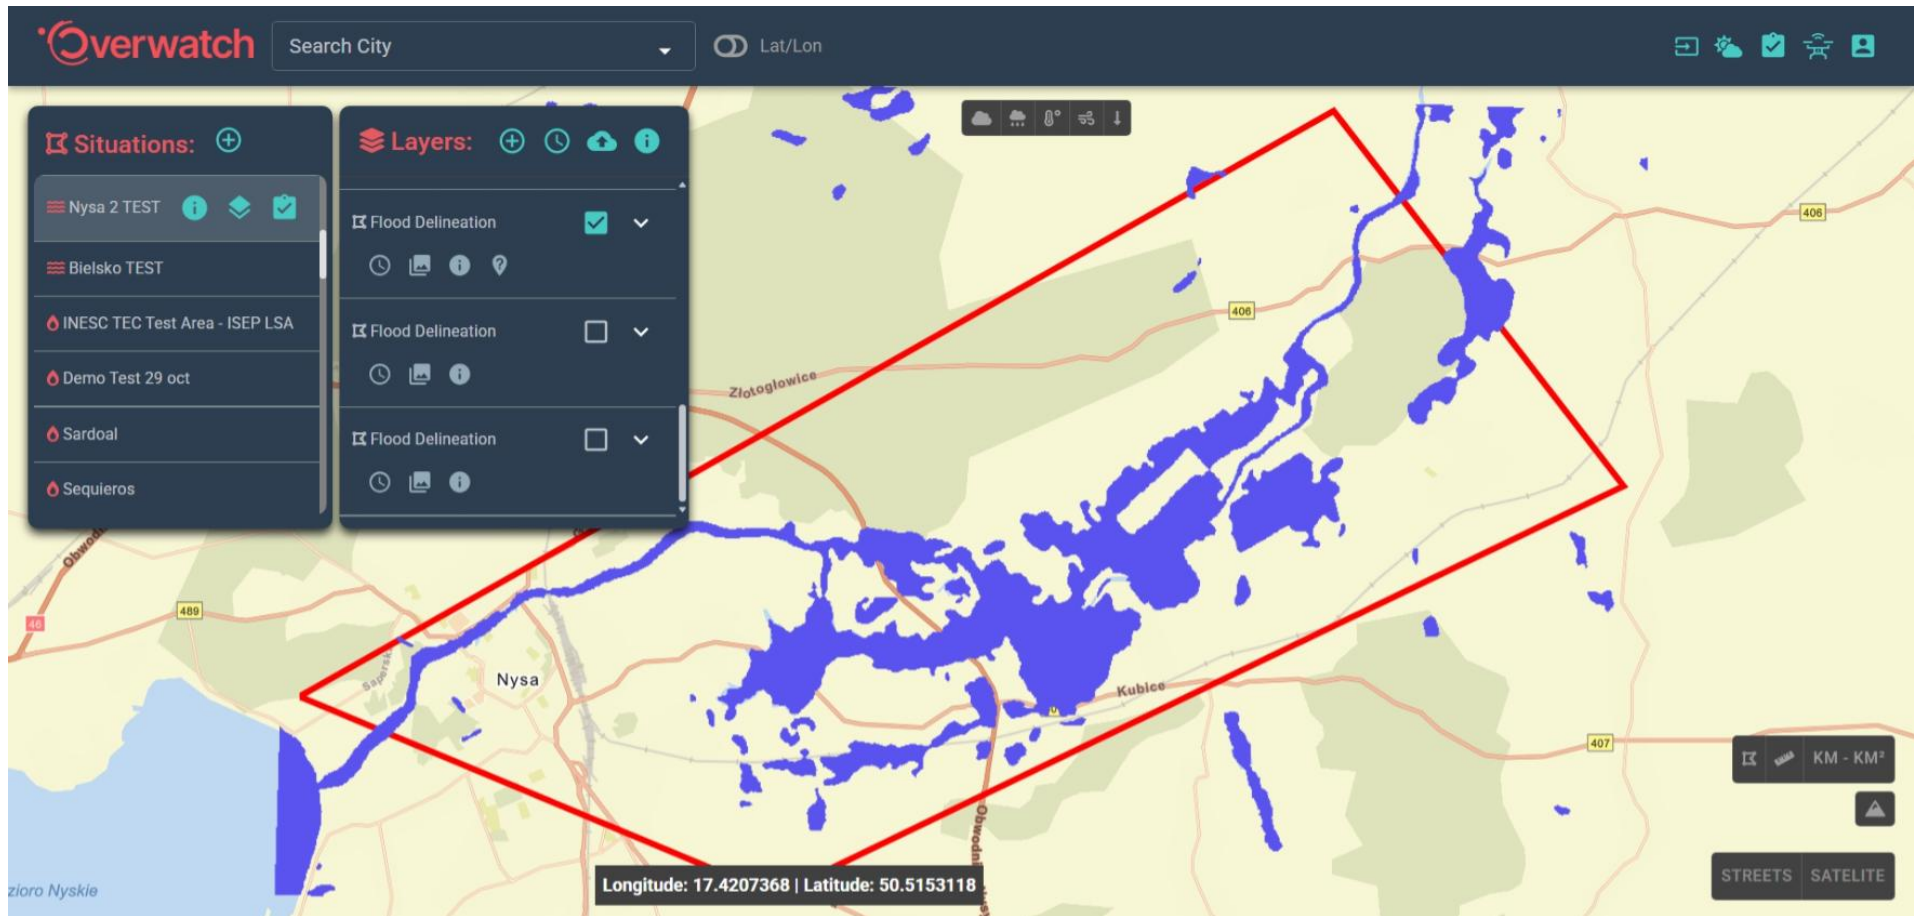 Overwatch
Search City
Lat/Lon
Situations:
Nysa 2 TEST
Bielsko TEST
INESC TEC Test Area - ISEP LSA
Demo Test 29 oct
Sardoal
Sequieros
Layers:
Flood Delineation
Flood Delineation
Flood Delineation
406
406
Złotogłowice
489
46
Nysa
Kubice
407
KM - KM²
STREETS SATELITE
Longitude: 17.4207368 | Latitude: 50.5153118
zioro Nyskie